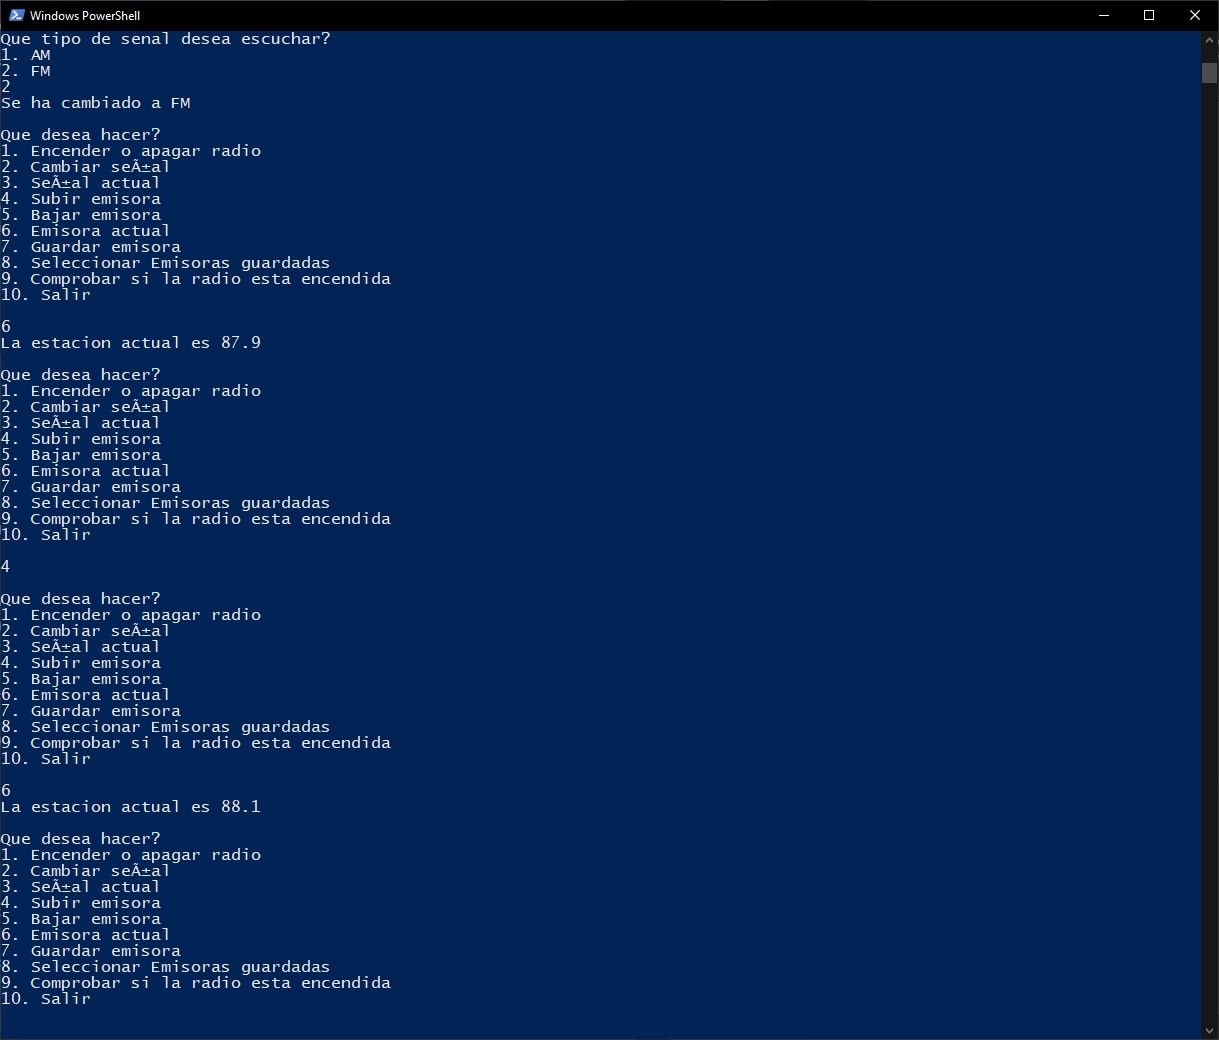 Windows PowerShell
Que tipo de senal desea escuchar?
1. AM
2. FM
2
Se ha cambiado a FM
Que desea hacer?
1. Encender o apagar radio
2. Cambiar seÃ±al
3. SeÃ±al actual
4. Subir emisora
5. Bajar emisora
6. Emisora actual
7. Guardar emisora
8. Seleccionar Emisoras guardadas
9. Comprobar si la radio esta encendida
10. Salir
6
La estacion actual es 87.9
Que desea hacer?
1. Encender o apagar radio
2. Cambiar seÃ±al
3. SeÃ±al actual
4. Subir emisora
5. Bajar emisora
6. Emisora actual
7. Guardar emisora
8. Seleccionar Emisoras guardadas
9. Comprobar si la radio esta encendida
10. Salir
4
Que desea hacer?
1. Encender o apagar radio
2. Cambiar seÃ±al
3. SeÃ±al actual
4. Subir emisora
5. Bajar emisora
6. Emisora actual
7. Guardar emisora
8. Seleccionar Emisoras guardadas
9. Comprobar si la radio esta encendida
10. Salir
6
La estacion actual es 88.1
Que desea hacer?
1. Encender o apagar radio
2. Cambiar seÃ±al
3. SeÃ±al actual
4. Subir emisora
5. Bajar emisora
6. Emisora actual
7. Guardar emisora
8. Seleccionar Emisoras guardadas
9. Comprobar si la radio esta encendida
10. Salir